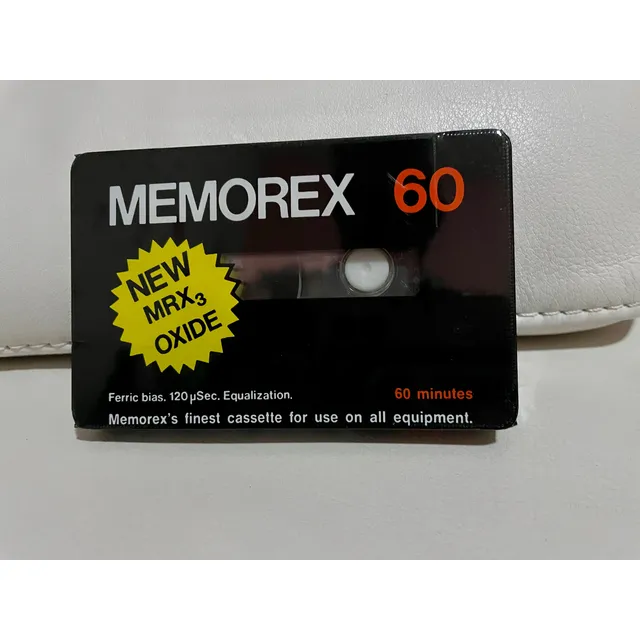 MEMOREX 60
NEW
MRX₃
OXIDE
Ferric bias. 120 µSec. Equalization. 60 minutes
Memorex's finest cassette for use on all equipment.